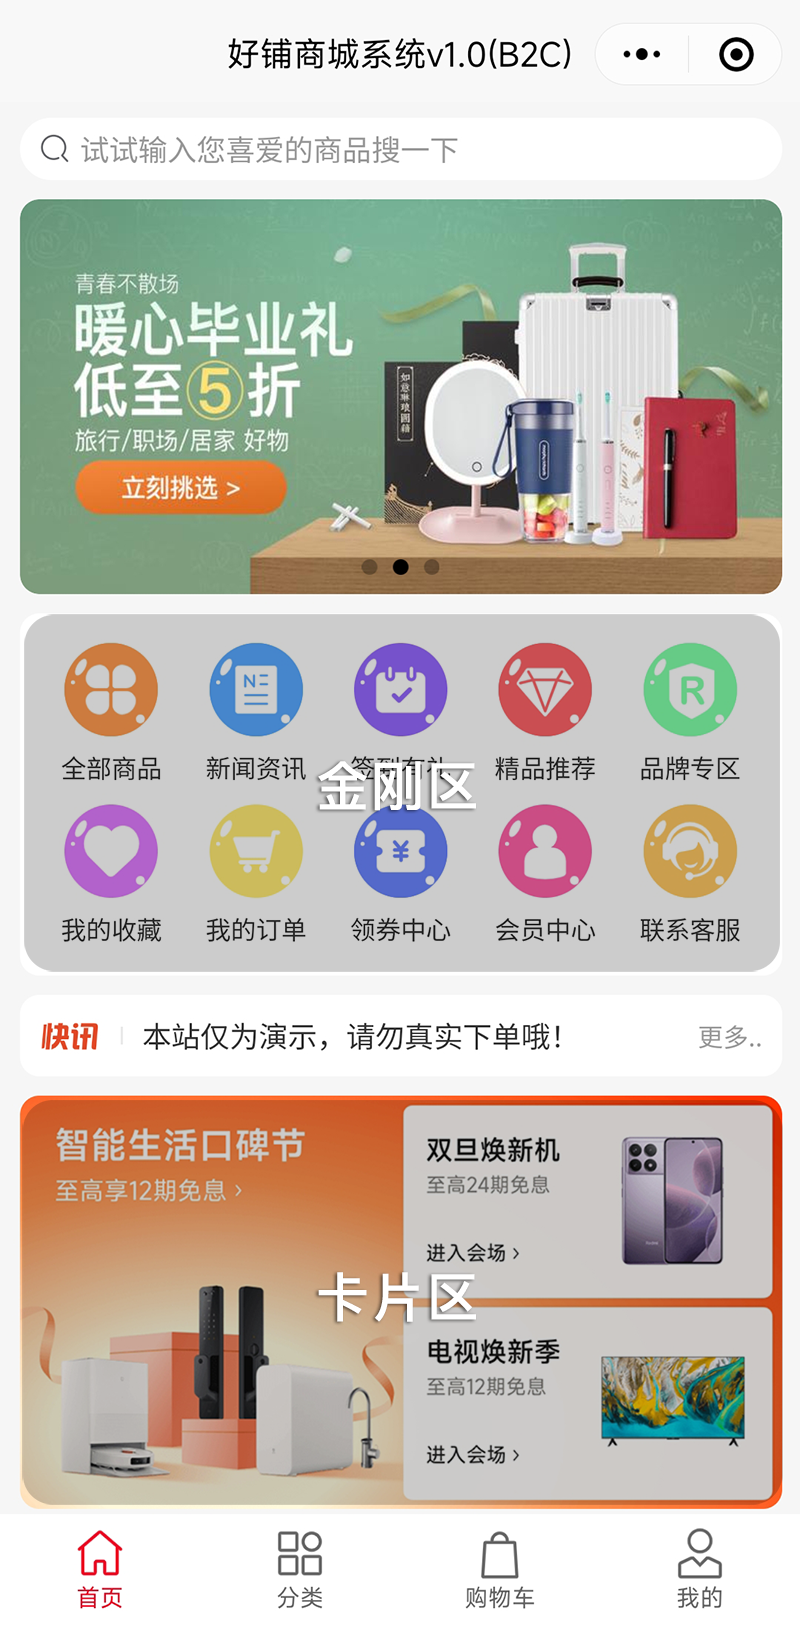 好铺商城系统v1.0(B2C)
试试输入您喜爱的商品搜一下
青春不散场
暖心毕业礼
低至5折
旅行/职场/居家 好物
立刻挑选 >
如意琳琅图籍
全部商品
新闻资讯
签到有礼
精品推荐
品牌专区
金刚区
我的收藏
我的订单
领券中心
会员中心
联系客服
快讯
本站仅为演示，请勿真实下单哦！
更多..
智能生活口碑节
至高享12期免息 ›
双旦焕新机
至高24期免息
进入会场 ›
卡片区
电视焕新季
至高12期免息
进入会场 ›
首页
分类
购物车
我的